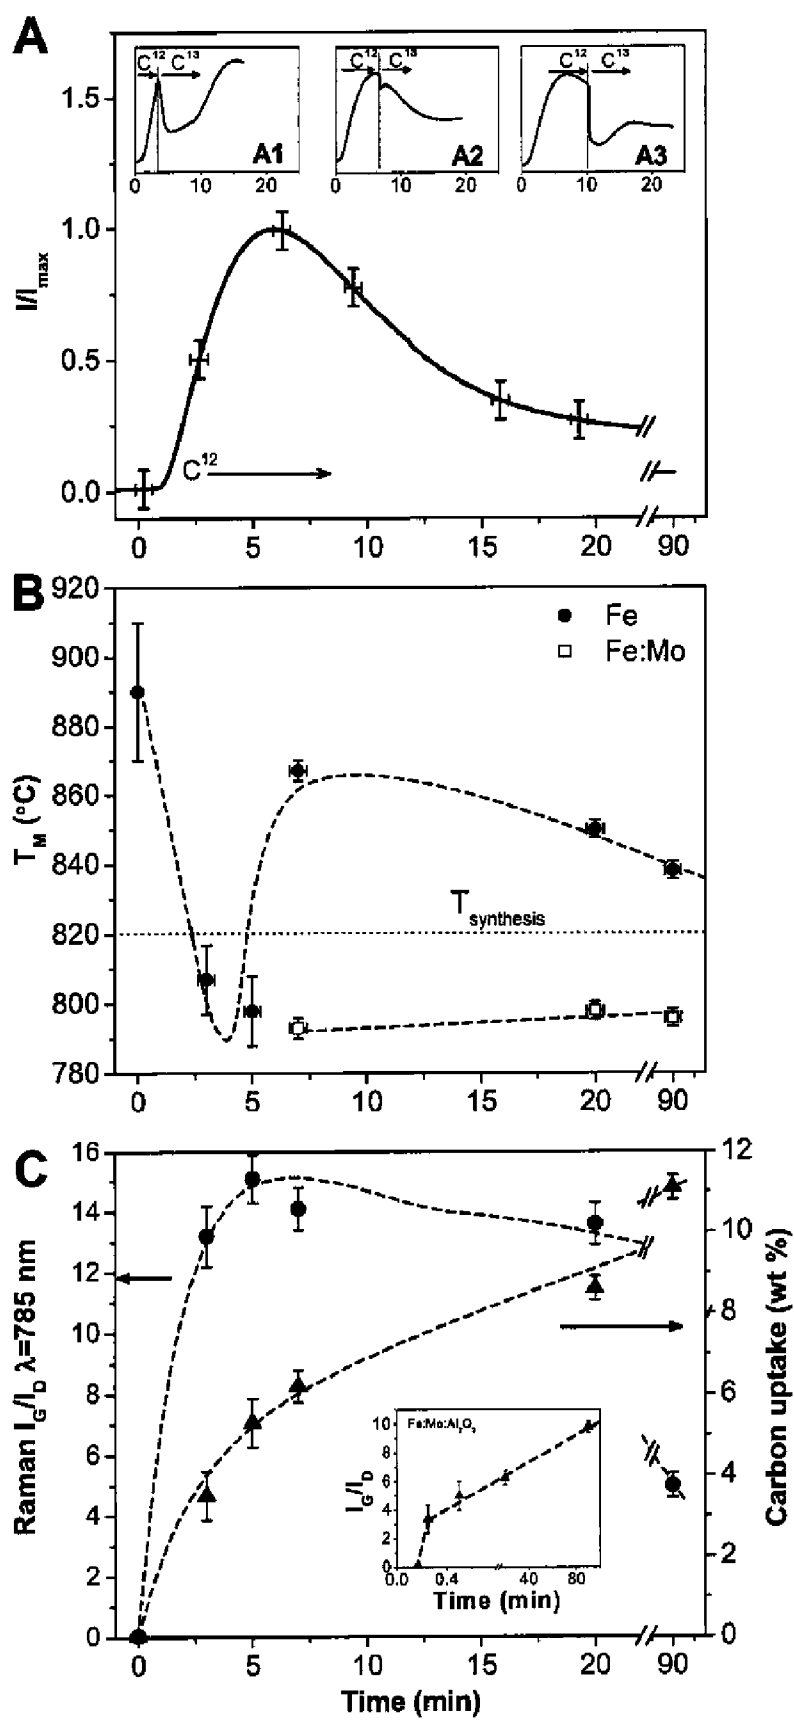 A
C¹² C¹³
A1
0 10 20
C¹² C¹³
A2
0 10 20
C¹² C¹³
A3
0 10 20
1.5
1.0
0.5
0.0
I/Imax
C¹²
0 5 10 15 20 90
B
920
900
880
860
840
820
800
780
TM (°C)
Fe
Fe:Mo
Tsynthesis
0 5 10 15 20 90
C
16
14
12
10
8
6
4
2
0
Raman IG/ID λ=785 nm
12
10
8
6
4
2
0
Carbon uptake (wt %)
Fe:Mo:Al₂O₃
10
8
6
4
2
0
IG/ID
0.0 0.4 40 80
Time (min)
0 5 10 15 20 90
Time (min)